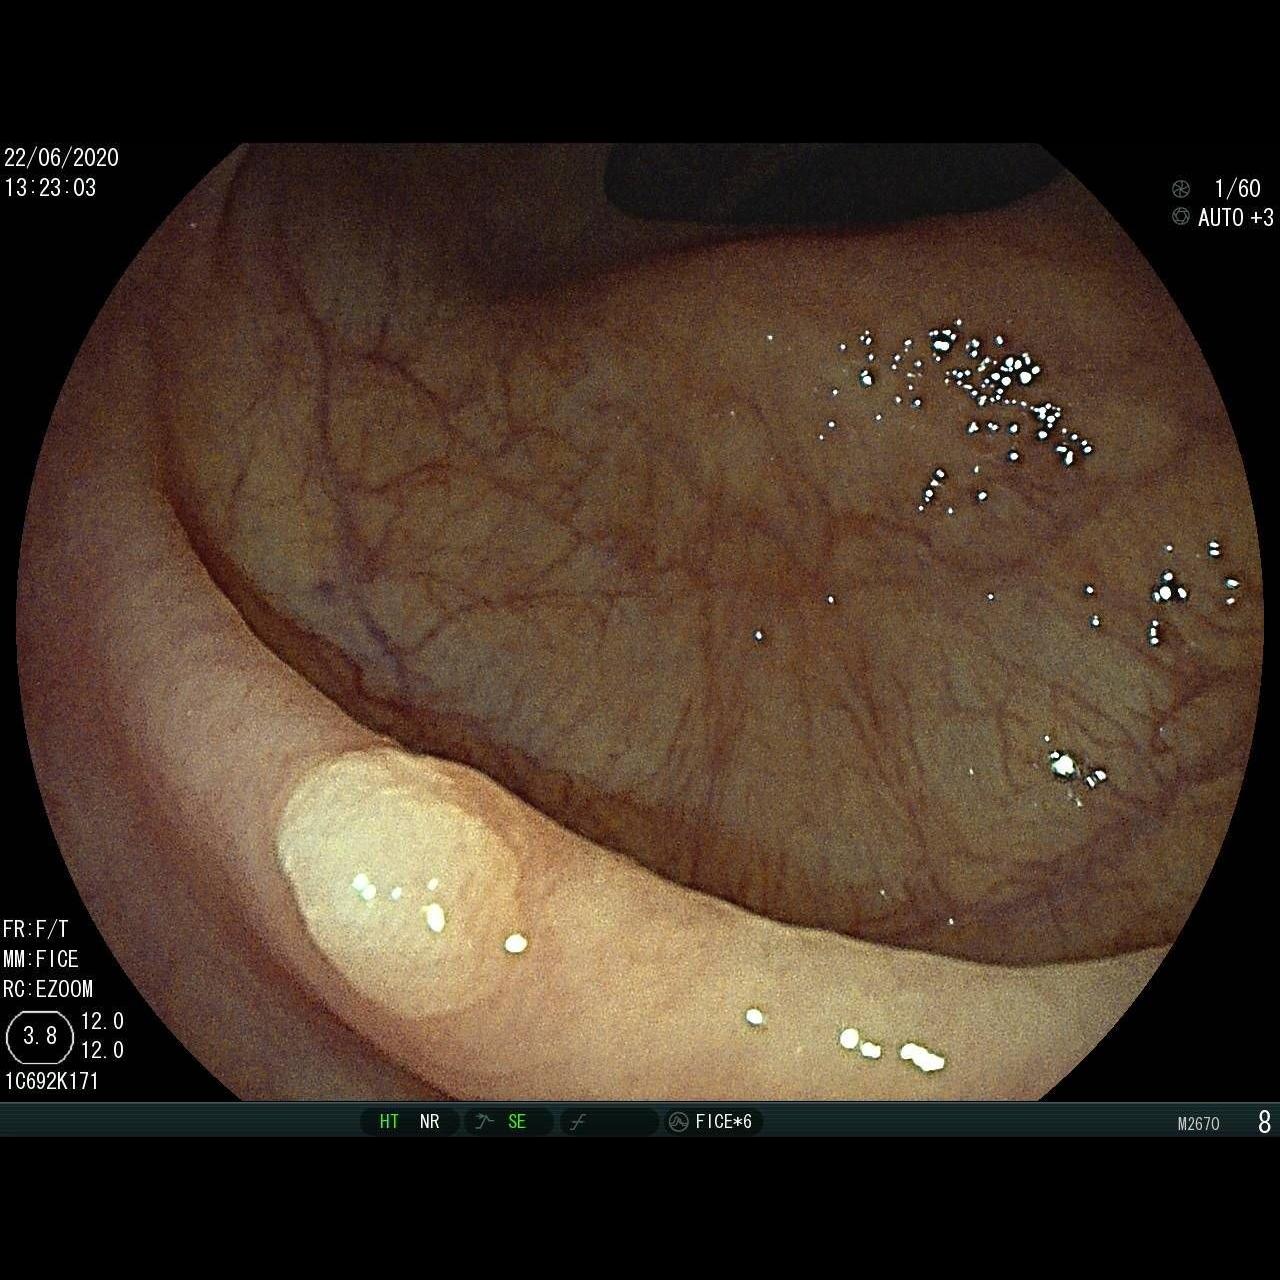 22/06/2020
13:23:03
1/60
AUTO +3
FR:F/T
MM:FICE
RC:EZOOM
3.8
12.0
12.0
1C692K171
HT NR SE FICE*6
M2670 8